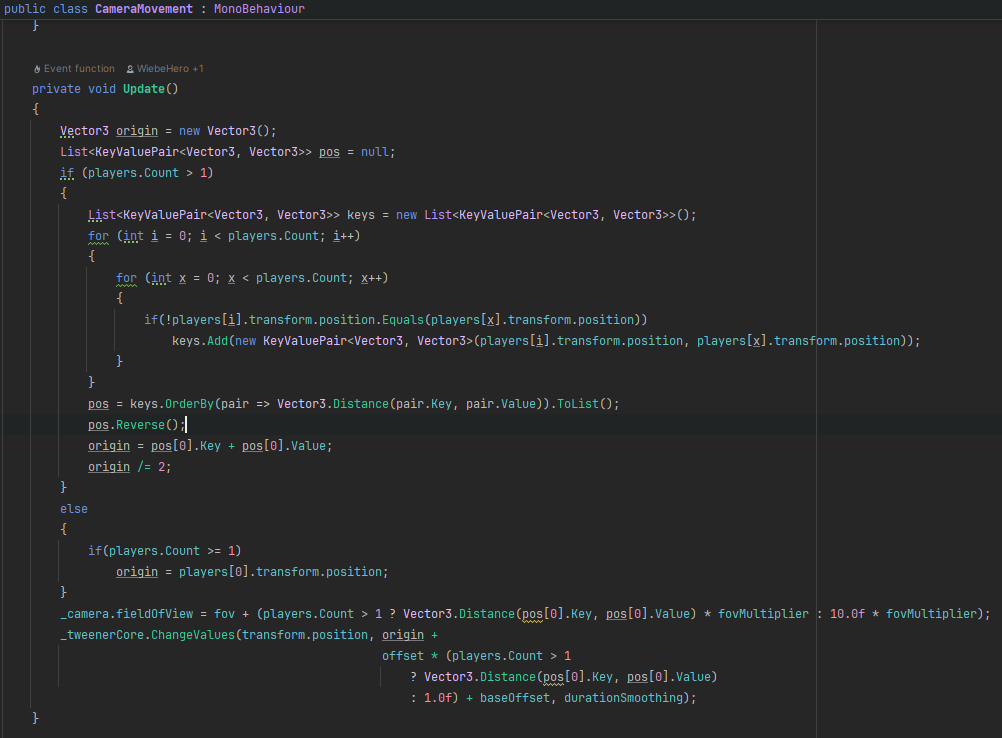 public class CameraMovement : MonoBehaviour
}
Event function WiebeHero +1
private void Update()
{
Vector3 origin = new Vector3();
List<KeyValuePair<Vector3, Vector3>> pos = null;
if (players.Count > 1)
{
List<KeyValuePair<Vector3, Vector3>> keys = new List<KeyValuePair<Vector3, Vector3>>();
for (int i = 0; i < players.Count; i++)
{
for (int x = 0; x < players.Count; x++)
{
if(!players[i].transform.position.Equals(players[x].transform.position))
keys.Add(new KeyValuePair<Vector3, Vector3>(players[i].transform.position, players[x].transform.position));
}
}
pos = keys.OrderBy(pair => Vector3.Distance(pair.Key, pair.Value)).ToList();
pos.Reverse();
origin = pos[0].Key + pos[0].Value;
origin /= 2;
}
else
{
if(players.Count >= 1)
origin = players[0].transform.position;
}
_camera.fieldOfView = fov + (players.Count > 1 ? Vector3.Distance(pos[0].Key, pos[0].Value) * fovMultiplier : 10.0f * fovMultiplier);
_tweenerCore.ChangeValues(transform.position, origin +
offset * (players.Count > 1
? Vector3.Distance(pos[0].Key, pos[0].Value)
: 1.0f) + baseOffset, durationSmoothing);
}